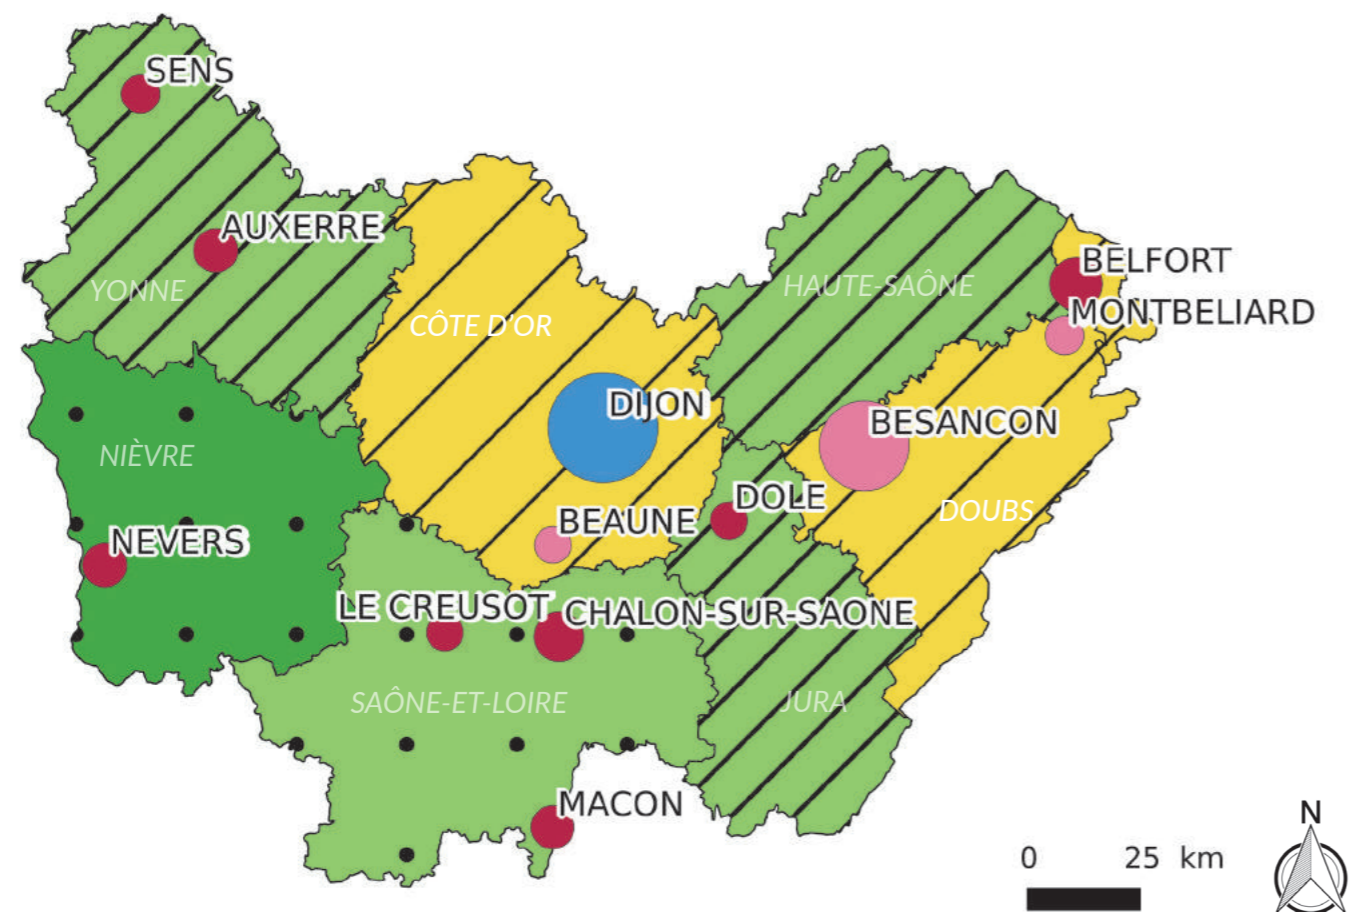 SENS
AUXERRE
YONNE
HAUTE-SAÔNE
BELFORT
MONTBELIARD
CÔTE D'OR
DIJON
BESANCON
NIÈVRE
DOLE
DOUBS
BEAUNE
NEVERS
LE CREUSOT
CHALON-SUR-SAONE
SAÔNE-ET-LOIRE
JURA
MACON
N
0 25 km